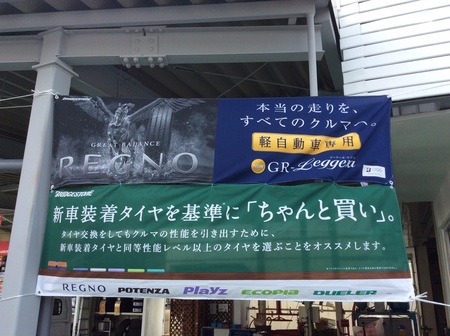 GREAT BALANCE
REGNO
本当の走りを、
すべてのクルマへ。
軽自動車専用
GR-Leggera
BRIDGESTONE
新車装着タイヤを基準に「ちゃんと買い」。
タイヤ交換をしてもクルマの性能を引き出すために、
新車装着タイヤと同等性能レベル以上のタイヤを選ぶことをオススメします。
REGNO POTENZA Playz ECOPIA DUELER